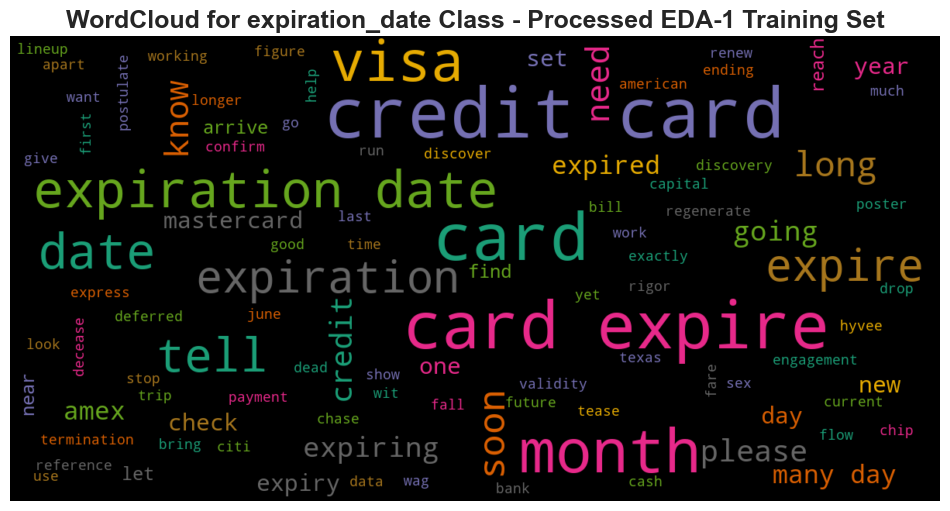 WordCloud for expiration_date Class - Processed EDA-1 Training Set
lineup
apart
working
figure
visa
set
need
renew
ending
reach
year
american
much
want
postulate
know
longer
help
credit card
first
arrive
go
confirm
give
run
discover
expired
discovery
long
capital
expiration date
mastercard
last
bill
regenerate
poster
date
good
time
card
work
exactly
going
expiration
find
expire
express
yet
rigor
drop
deferred
june
credit
card expire
hyvee
look
decease
tell
dead
show
one
texas
engagement
near
stop
trip
payment
wit
validity
fare
sex
new
amex
check
chase
fall
soon
future
tease
day
current
termination
bring
citi
expiring
month
please
flow
chip
reference
use
let
expiry
data
wag
bank
cash
many day